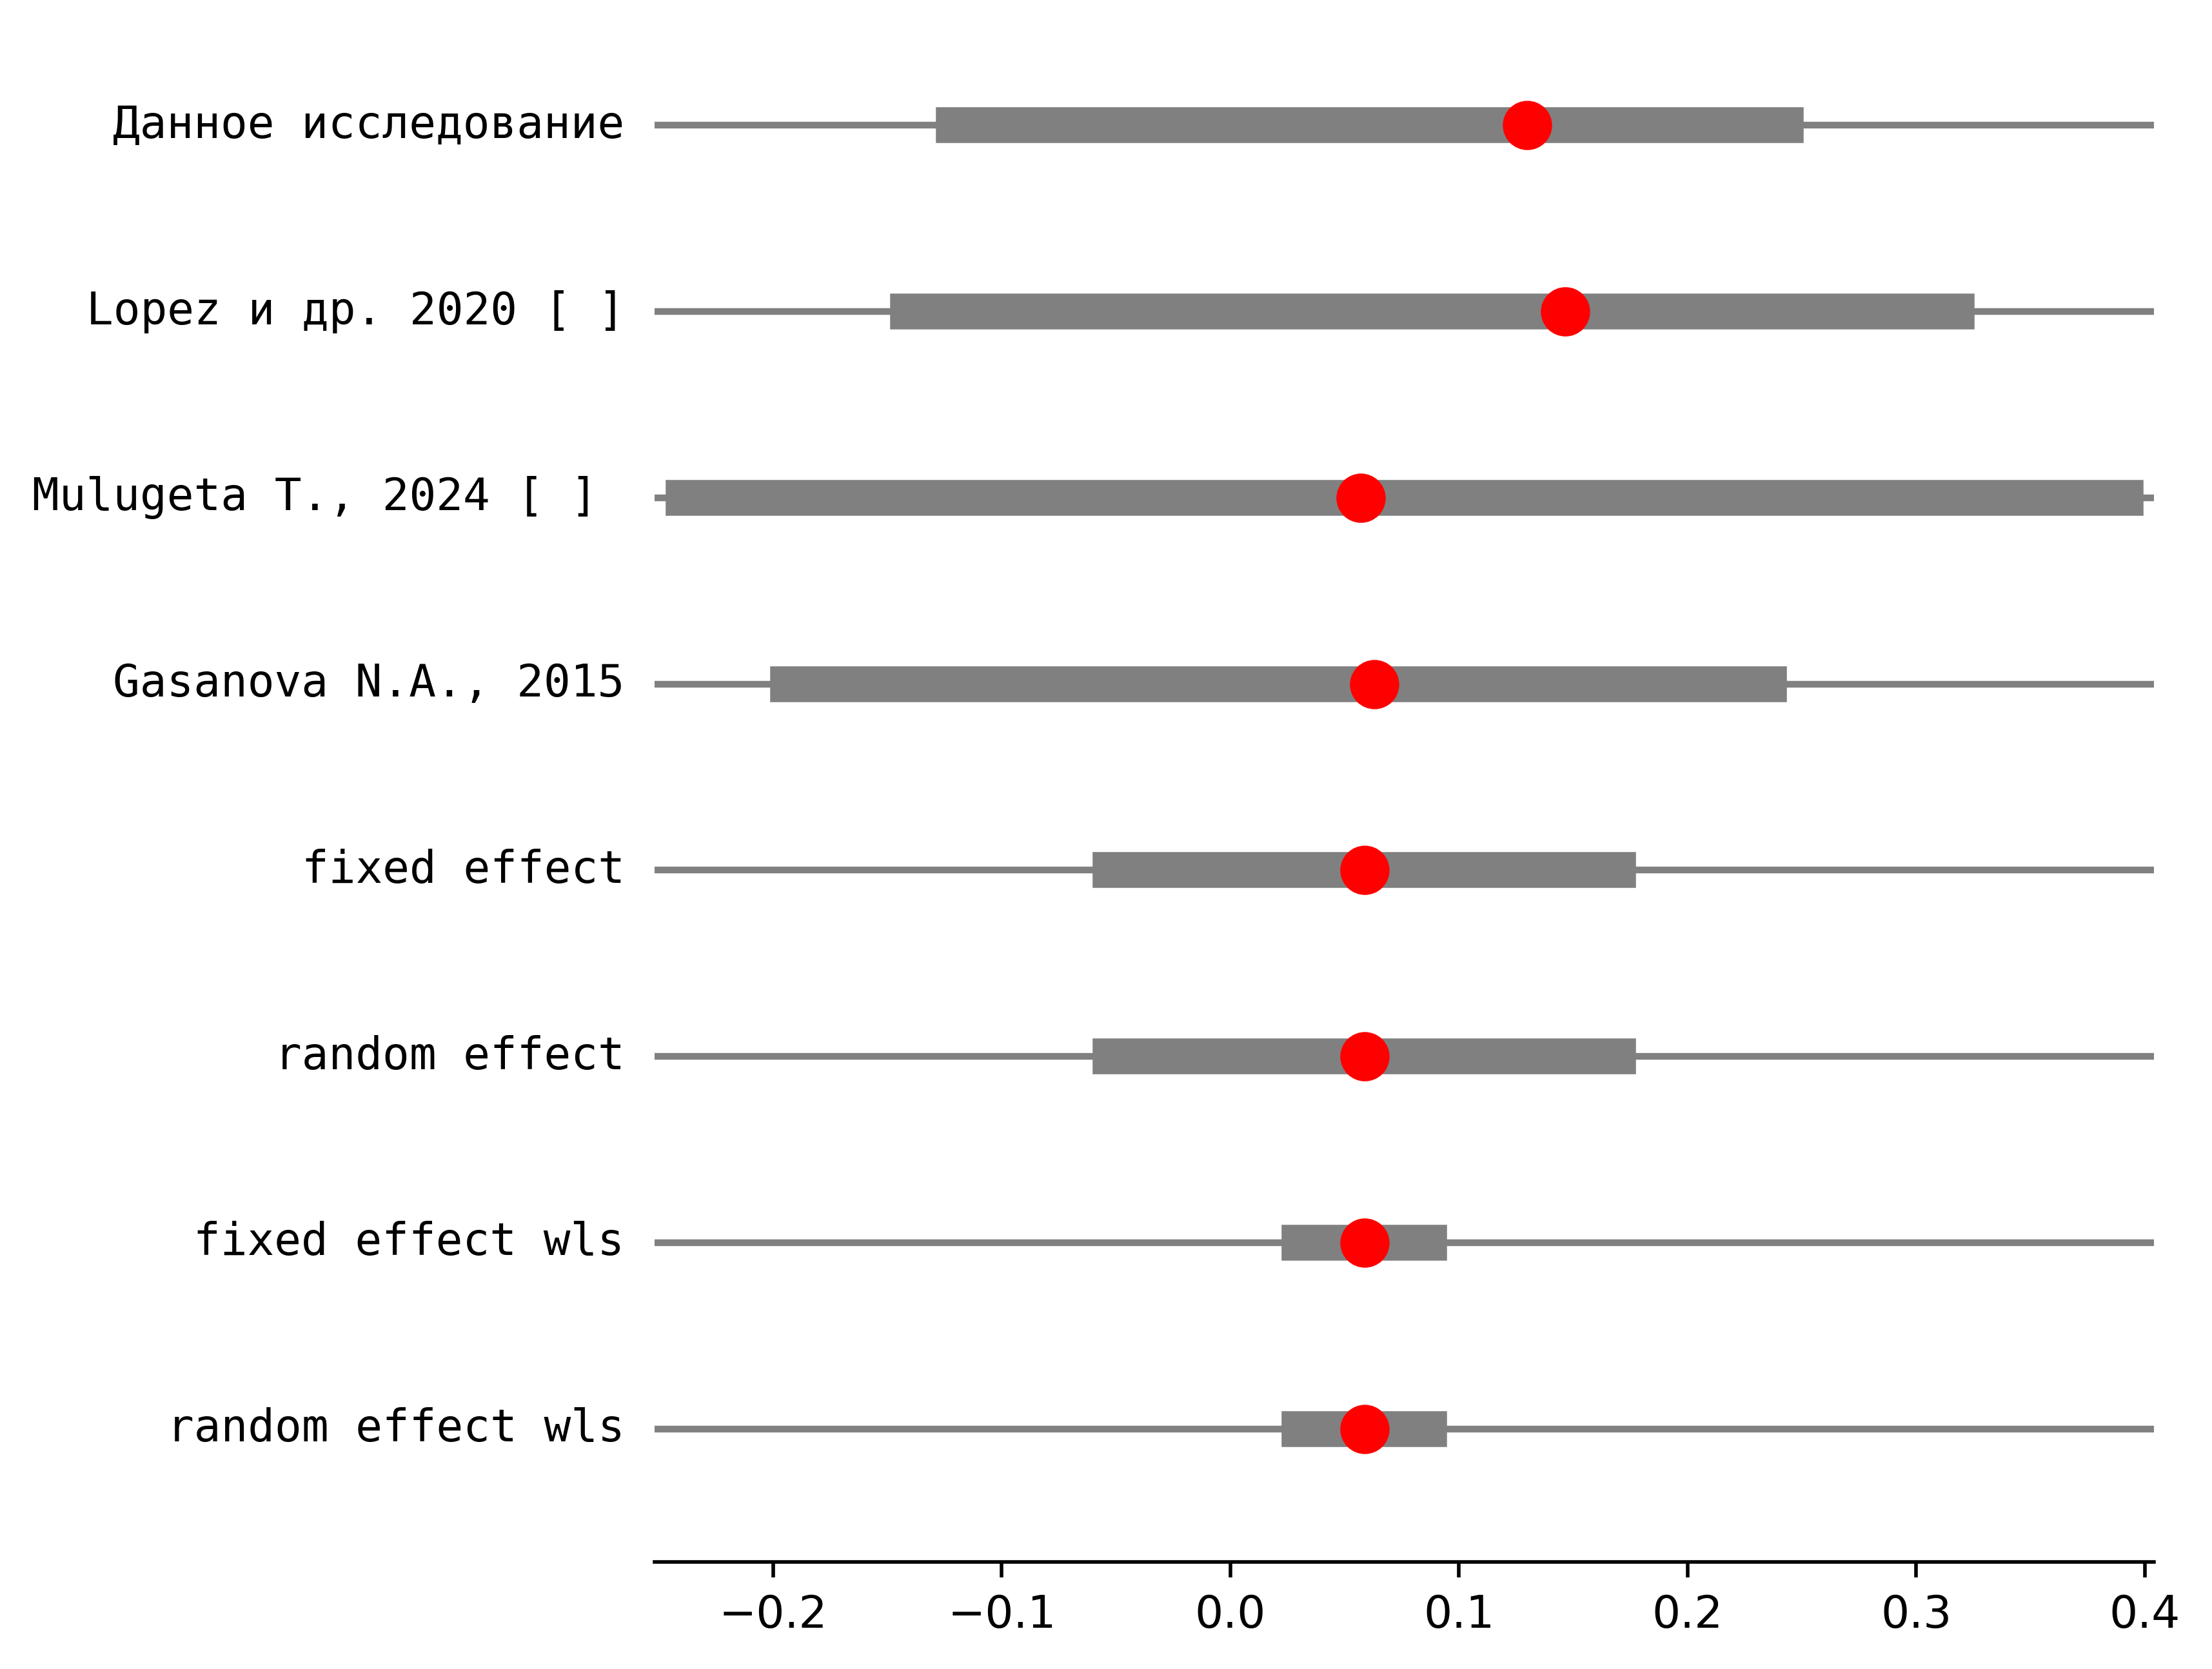 Данное исследование
Lopez и др. 2020 [ ]
Mulugeta T., 2024 [ ]
Gasanova N.A., 2015
fixed effect
random effect
fixed effect wls
random effect wls
−0.2 −0.1 0.0 0.1 0.2 0.3 0.4